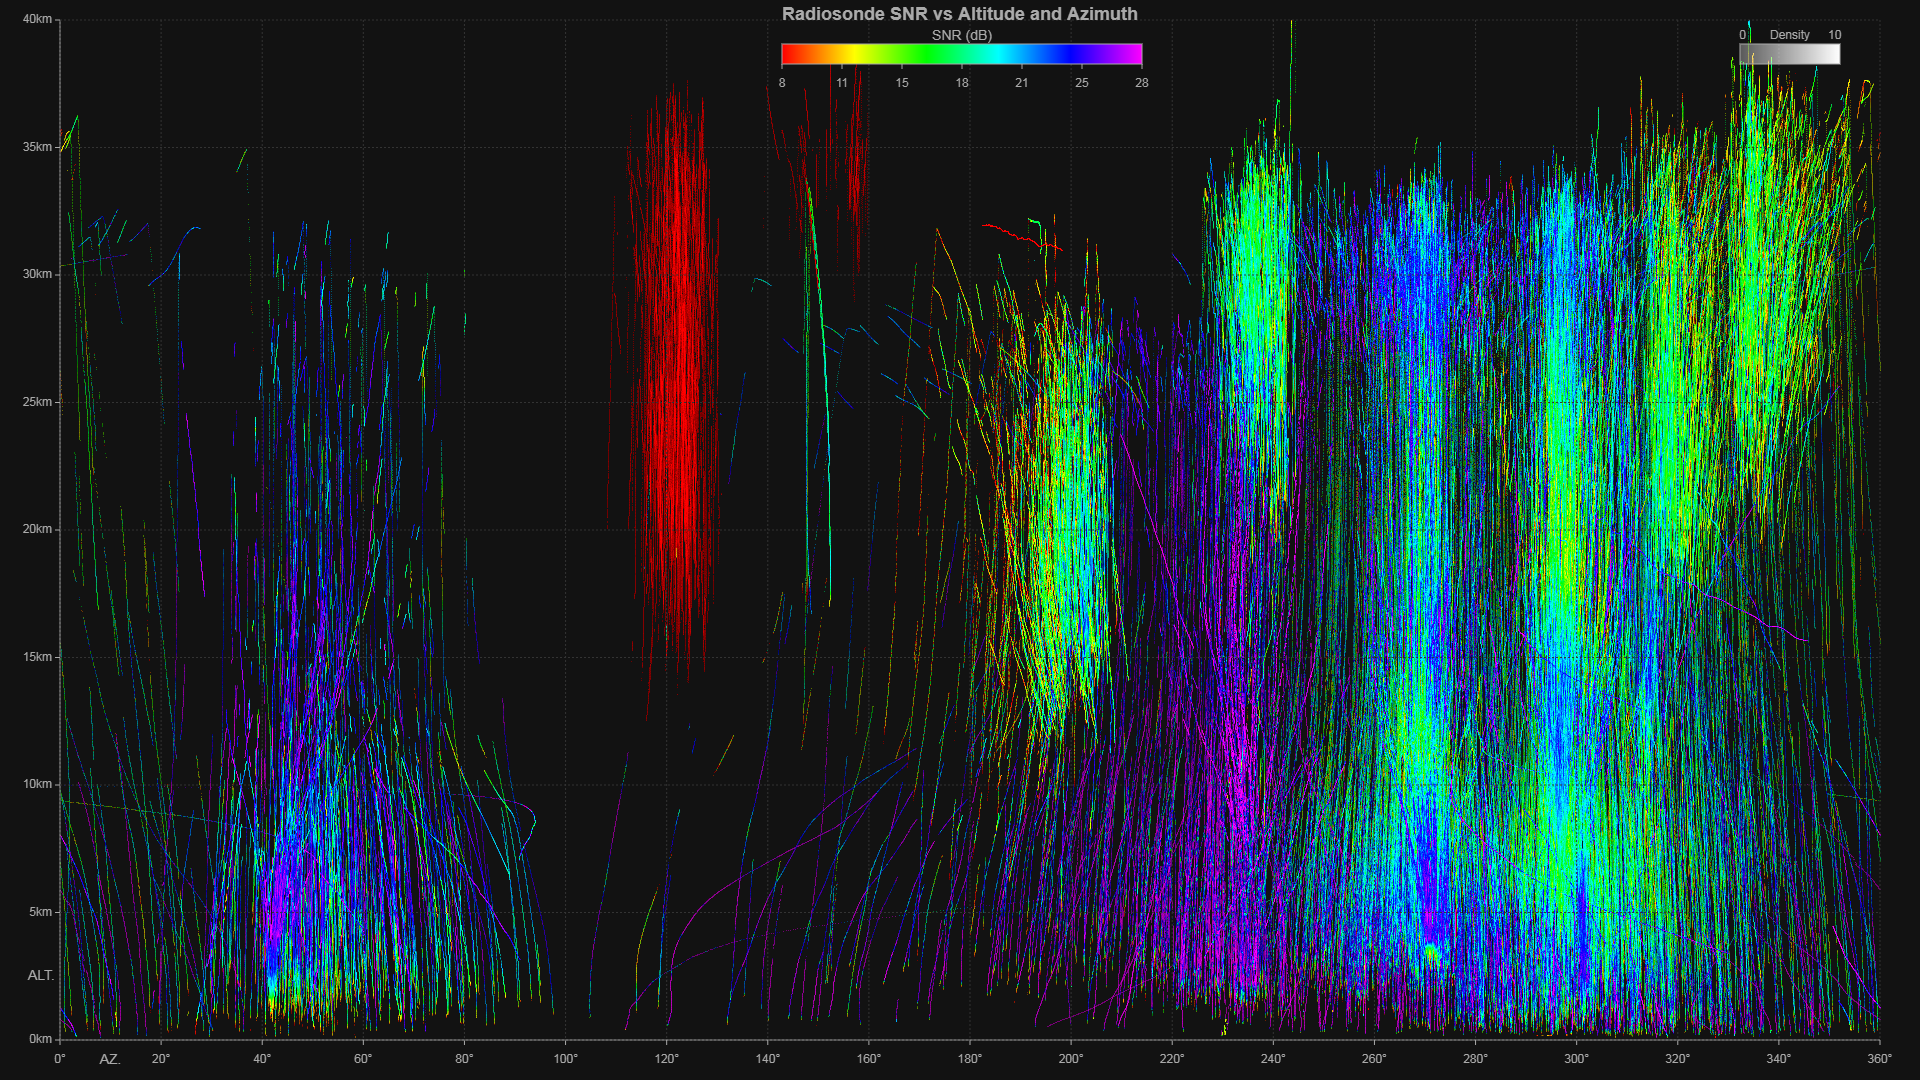 Radiosonde SNR vs Altitude and Azimuth
SNR (dB)
8 11 15 18 21 25 28
0 Density 10
40km
35km
30km
25km
20km
15km
10km
5km
ALT.
0km
0° AZ. 20° 40° 60° 80° 100° 120° 140° 160° 180° 200° 220° 240° 260° 280° 300° 320° 340° 360°